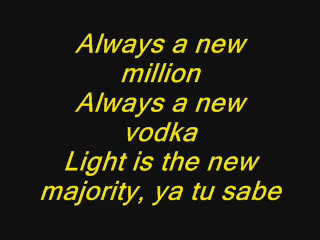 Always a new
million
Always a new
vodka
Light is the new
majority, ya tu sabe